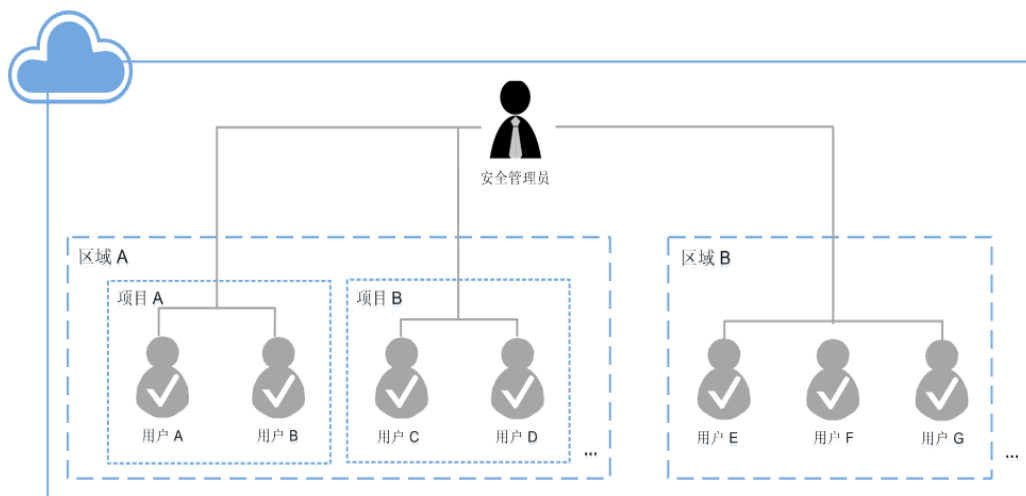 安全管理员
区域 A
区域 B
项目 A
项目 B
用户 A
用户 B
用户 C
用户 D
用户 E
用户 F
用户 G
...
...